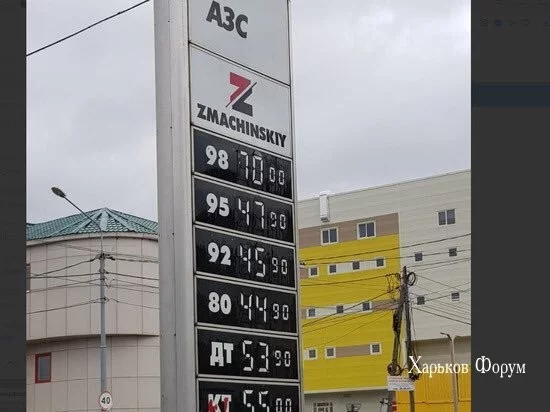 АЗС
ZMACHINSKIY
98 70 00
95 47 90
92 45 90
80 44 90
ДТ 53 90
КТ 55 00
40
Харьков Форум